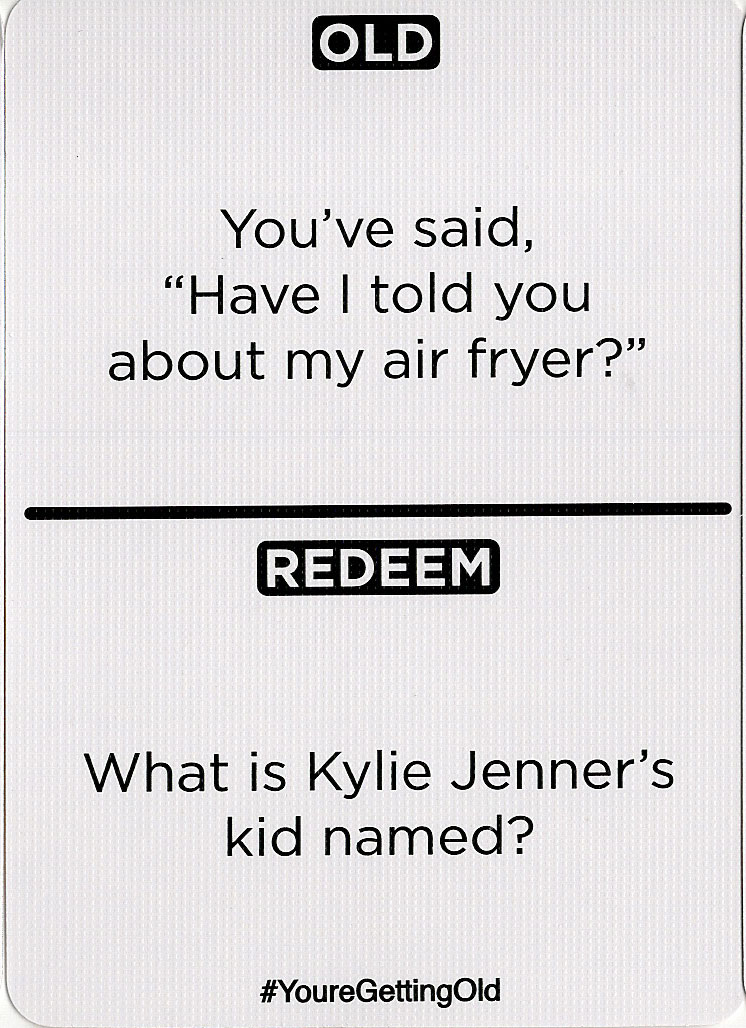 OLD
You’ve said,
“Have I told you
about my air fryer?”
REDEEM
What is Kylie Jenner’s
kid named?
#YoureGettingOld